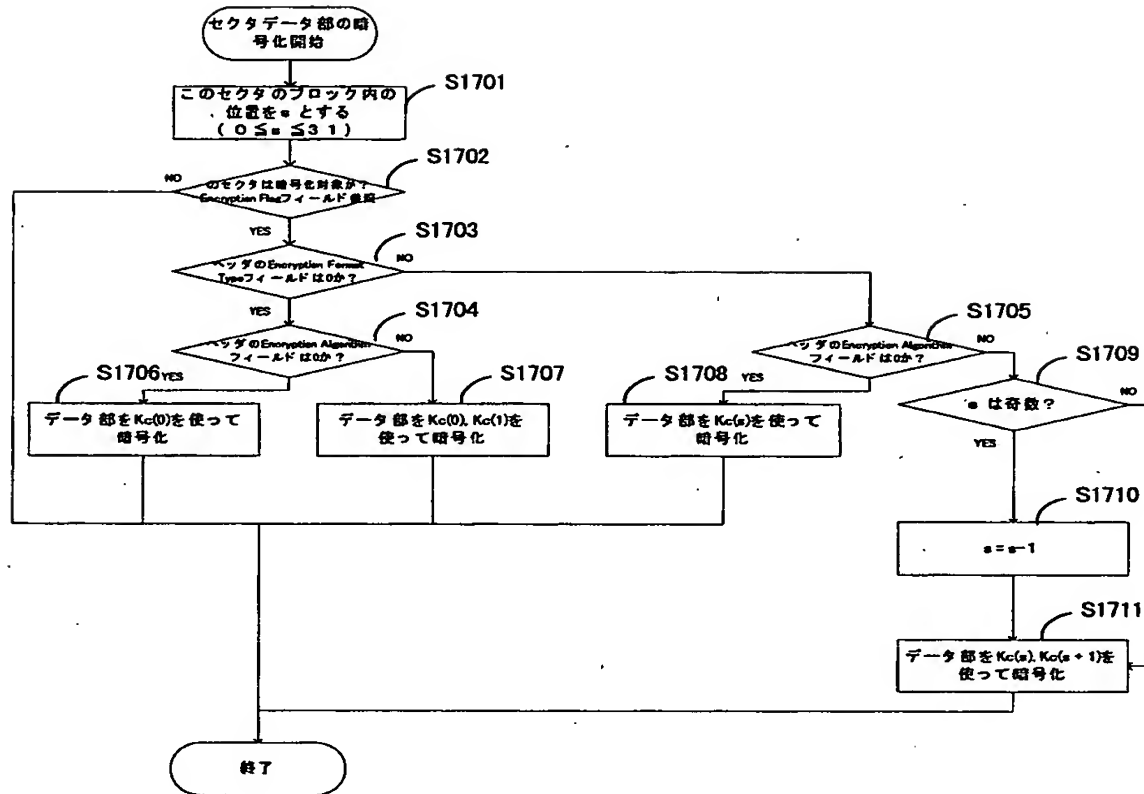 セクタデータ部の暗
号化開始
S1701
このセクタのブロック内の
位置をsとする
(0≦s≦31)
S1702
NO
のセクタは暗号化対象か?
Encryption Flagフィールド参照
YES
S1703
ヘッダのEncryption Format
Typeフィールドは0か?
NO
YES
S1704
ヘッダのEncryption Algorithm
フィールドは0か?
NO
YES
S1705
ヘッダのEncryption Algorithm
フィールドは0か?
NO
YES
S1706
データ部をKc(0)を使って
暗号化
S1707
データ部をKc(0), Kc(1)を
使って暗号化
S1708
データ部をKc(s)を使って
暗号化
S1709
sは奇数?
NO
YES
S1710
s=s-1
S1711
データ部をKc(s), Kc(s+1)を
使って暗号化
終了